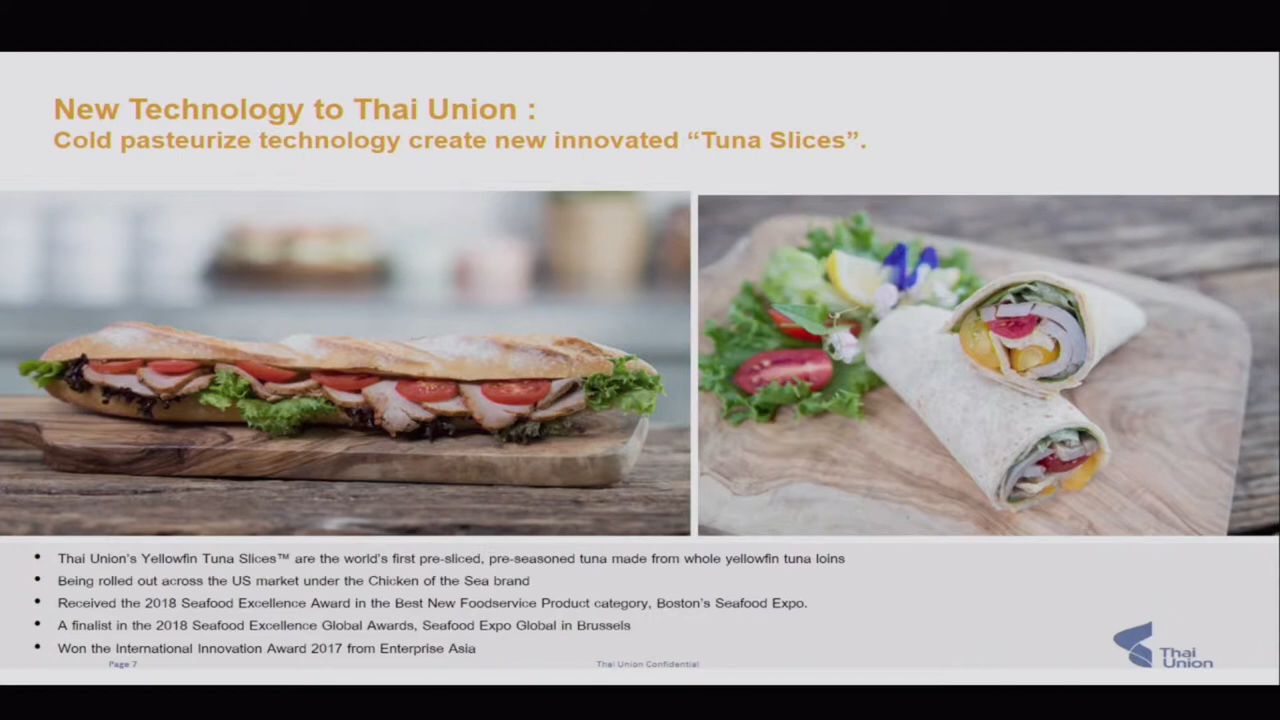 New Technology to Thai Union :
Cold pasteurize technology create new innovated “Tuna Slices”.
• Thai Union’s Yellowfin Tuna Slices™ are the world’s first pre-sliced, pre-seasoned tuna made from whole yellowfin tuna loins
• Being rolled out across the US market under the Chicken of the Sea brand
• Received the 2018 Seafood Excellence Award in the Best New Foodservice Product category, Boston’s Seafood Expo.
• A finalist in the 2018 Seafood Excellence Global Awards, Seafood Expo Global in Brussels
• Won the International Innovation Award 2017 from Enterprise Asia
Page 7
Thai Union Confidential
Thai
Union